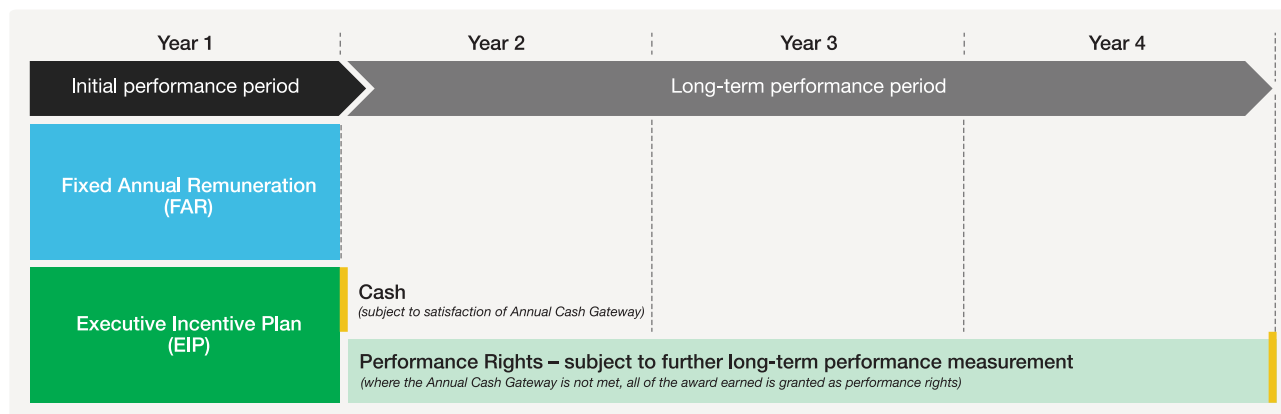 Year 1
Year 2
Year 3
Year 4
Initial performance period
Long-term performance period
Fixed Annual Remuneration
(FAR)
Executive Incentive Plan
(EIP)
Cash
(subject to satisfaction of Annual Cash Gateway)
Performance Rights – subject to further long-term performance measurement
(where the Annual Cash Gateway is not met, all of the award earned is granted as performance rights)